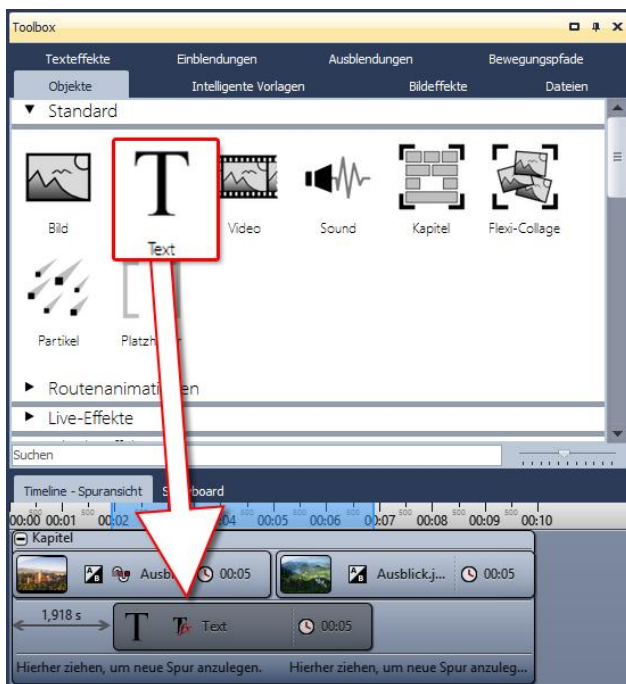 Toolbox
Texteffekte Einblendungen Ausblendungen Bewegungspfade
Objekte Intelligente Vorlagen Bildeffekte Dateien
Standard
Bild Text Video Sound Kapitel Flexi-Collage
Partikel
Live-Effekte
Suchen
Timeline - Spuransicht
00:00 00:01 00:02 00:04 00:05 00:06 00:07 00:08 00:09 00:10
Kapitel
00:05 Ausblick.j... 00:05
1,918 s T Text 00:05
Hierher ziehen, um neue Spur anzulegen. Hierher ziehen, um neue Spur anzuleg...